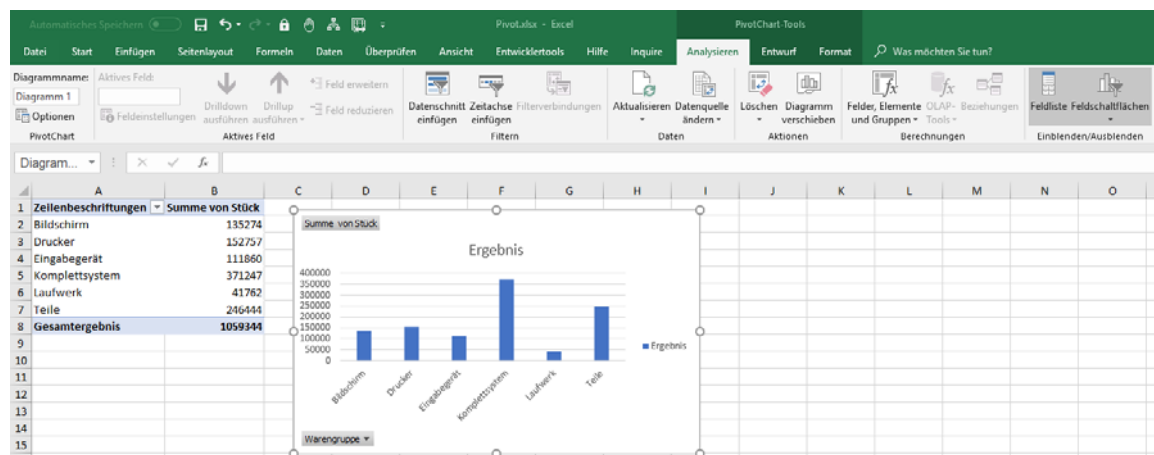 Automatisches Speichern Pivot.xlsx - Excel PivotChart-Tools
Datei Start Einfügen Seitenlayout Formeln Daten Überprüfen Ansicht Entwicklertools Hilfe Inquire Analysieren Entwurf Format Was möchten Sie tun?
Diagrammname: Aktives Feld: Drilldown Drillup Feld erweitern Datenschnitt Zeitachse Filterverbindungen Aktualisieren Datenquelle Löschen Diagramm Felder, Elemente OLAP- Beziehungen Feldliste Feldschaltflächen
Diagramm 1 ausführen ausführen Feld reduzieren einfügen einfügen ändern verschieben und Gruppen Tools
Optionen Feldeinstellungen
PivotChart Aktives Feld Filtern Daten Aktionen Berechnungen Einblenden/Ausblenden
Diagram... fx
A B C D E F G H I J K L M N O
1 Zeilenbeschriftungen Summe von Stück
2 Bildschirm 135274
3 Drucker 152757
4 Eingabegerät 111860
5 Komplettsystem 371247
6 Laufwerk 41762
7 Teile 246444
8 Gesamtergebnis 1059344
9
10
11
12
13
14
15
Summe von Stück
Ergebnis
400000
350000
300000
250000
200000
150000
100000
50000
0
Bildschirm Drucker Eingabegerät Komplettsystem Laufwerk Teile
Ergebnis
Warengruppe